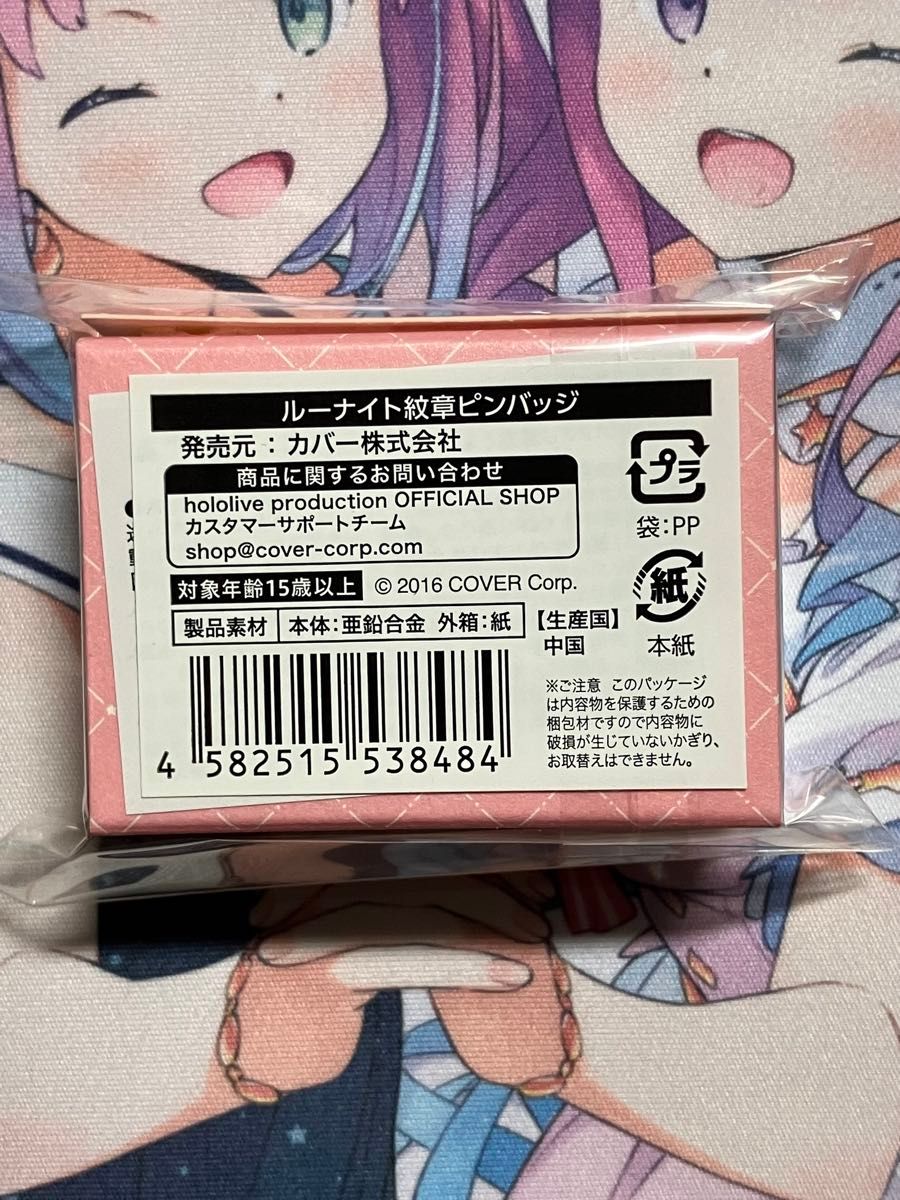 ルーナイト紋章ピンバッジ
発売元：カバー株式会社
商品に関するお問い合わせ
hololive production OFFICIAL SHOP
カスタマーサポートチーム
shop@cover-corp.com
対象年齢15歳以上 © 2016 COVER Corp.
製品素材 本体：亜鉛合金 外箱：紙
【生産国】
中国
プラ
袋：PP
紙
本紙
※ご注意 このパッケージ
は内容物を保護するための
梱包材ですので内容物に
破損が生じていないかぎり、
お取替えはできません。
4 582515 538484